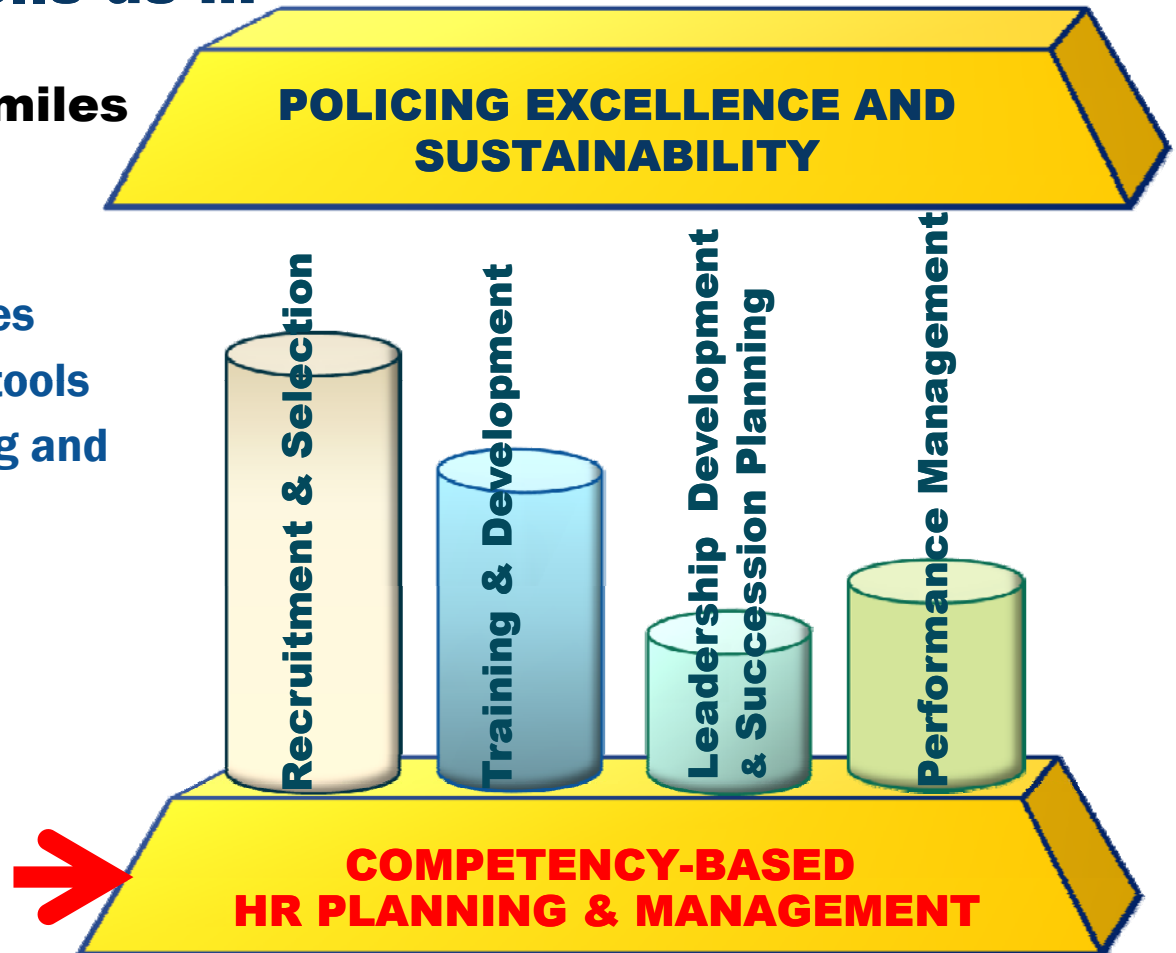 miles
es
tools
g and
POLICING EXCELLENCE AND
SUSTAINABILITY
Recruitment & Selection
Training & Development
Leadership Development
& Succession Planning
Performance Management
COMPETENCY-BASED
HR PLANNING & MANAGEMENT